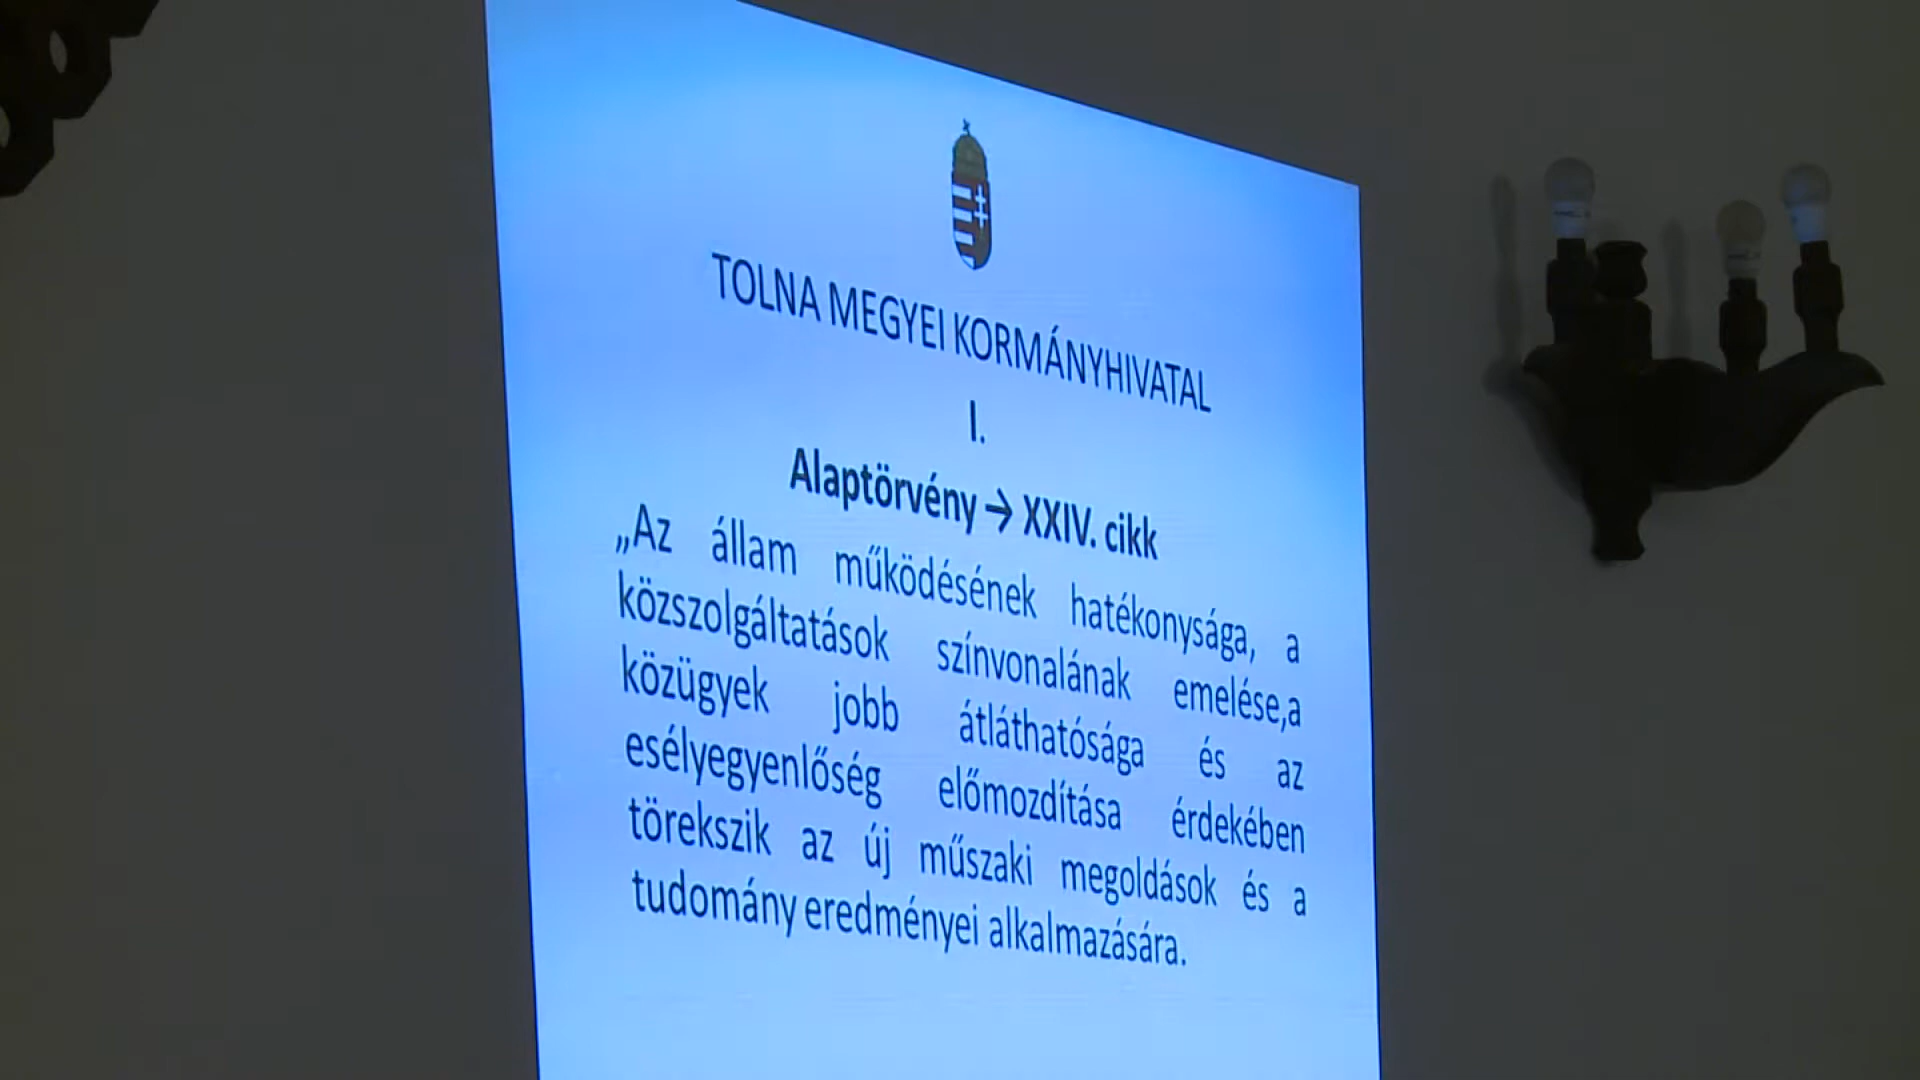 TOLNA MEGYEI KORMÁNYHIVATAL
I.
Alaptörvény → XXIV. cikk
„Az állam működésének hatékonysága, a
közszolgáltatások színvonalának emelése,a
közügyek jobb átláthatósága és az
esélyegyenlőség előmozdítása érdekében
törekszik az új műszaki megoldások és a
tudomány eredményei alkalmazására.